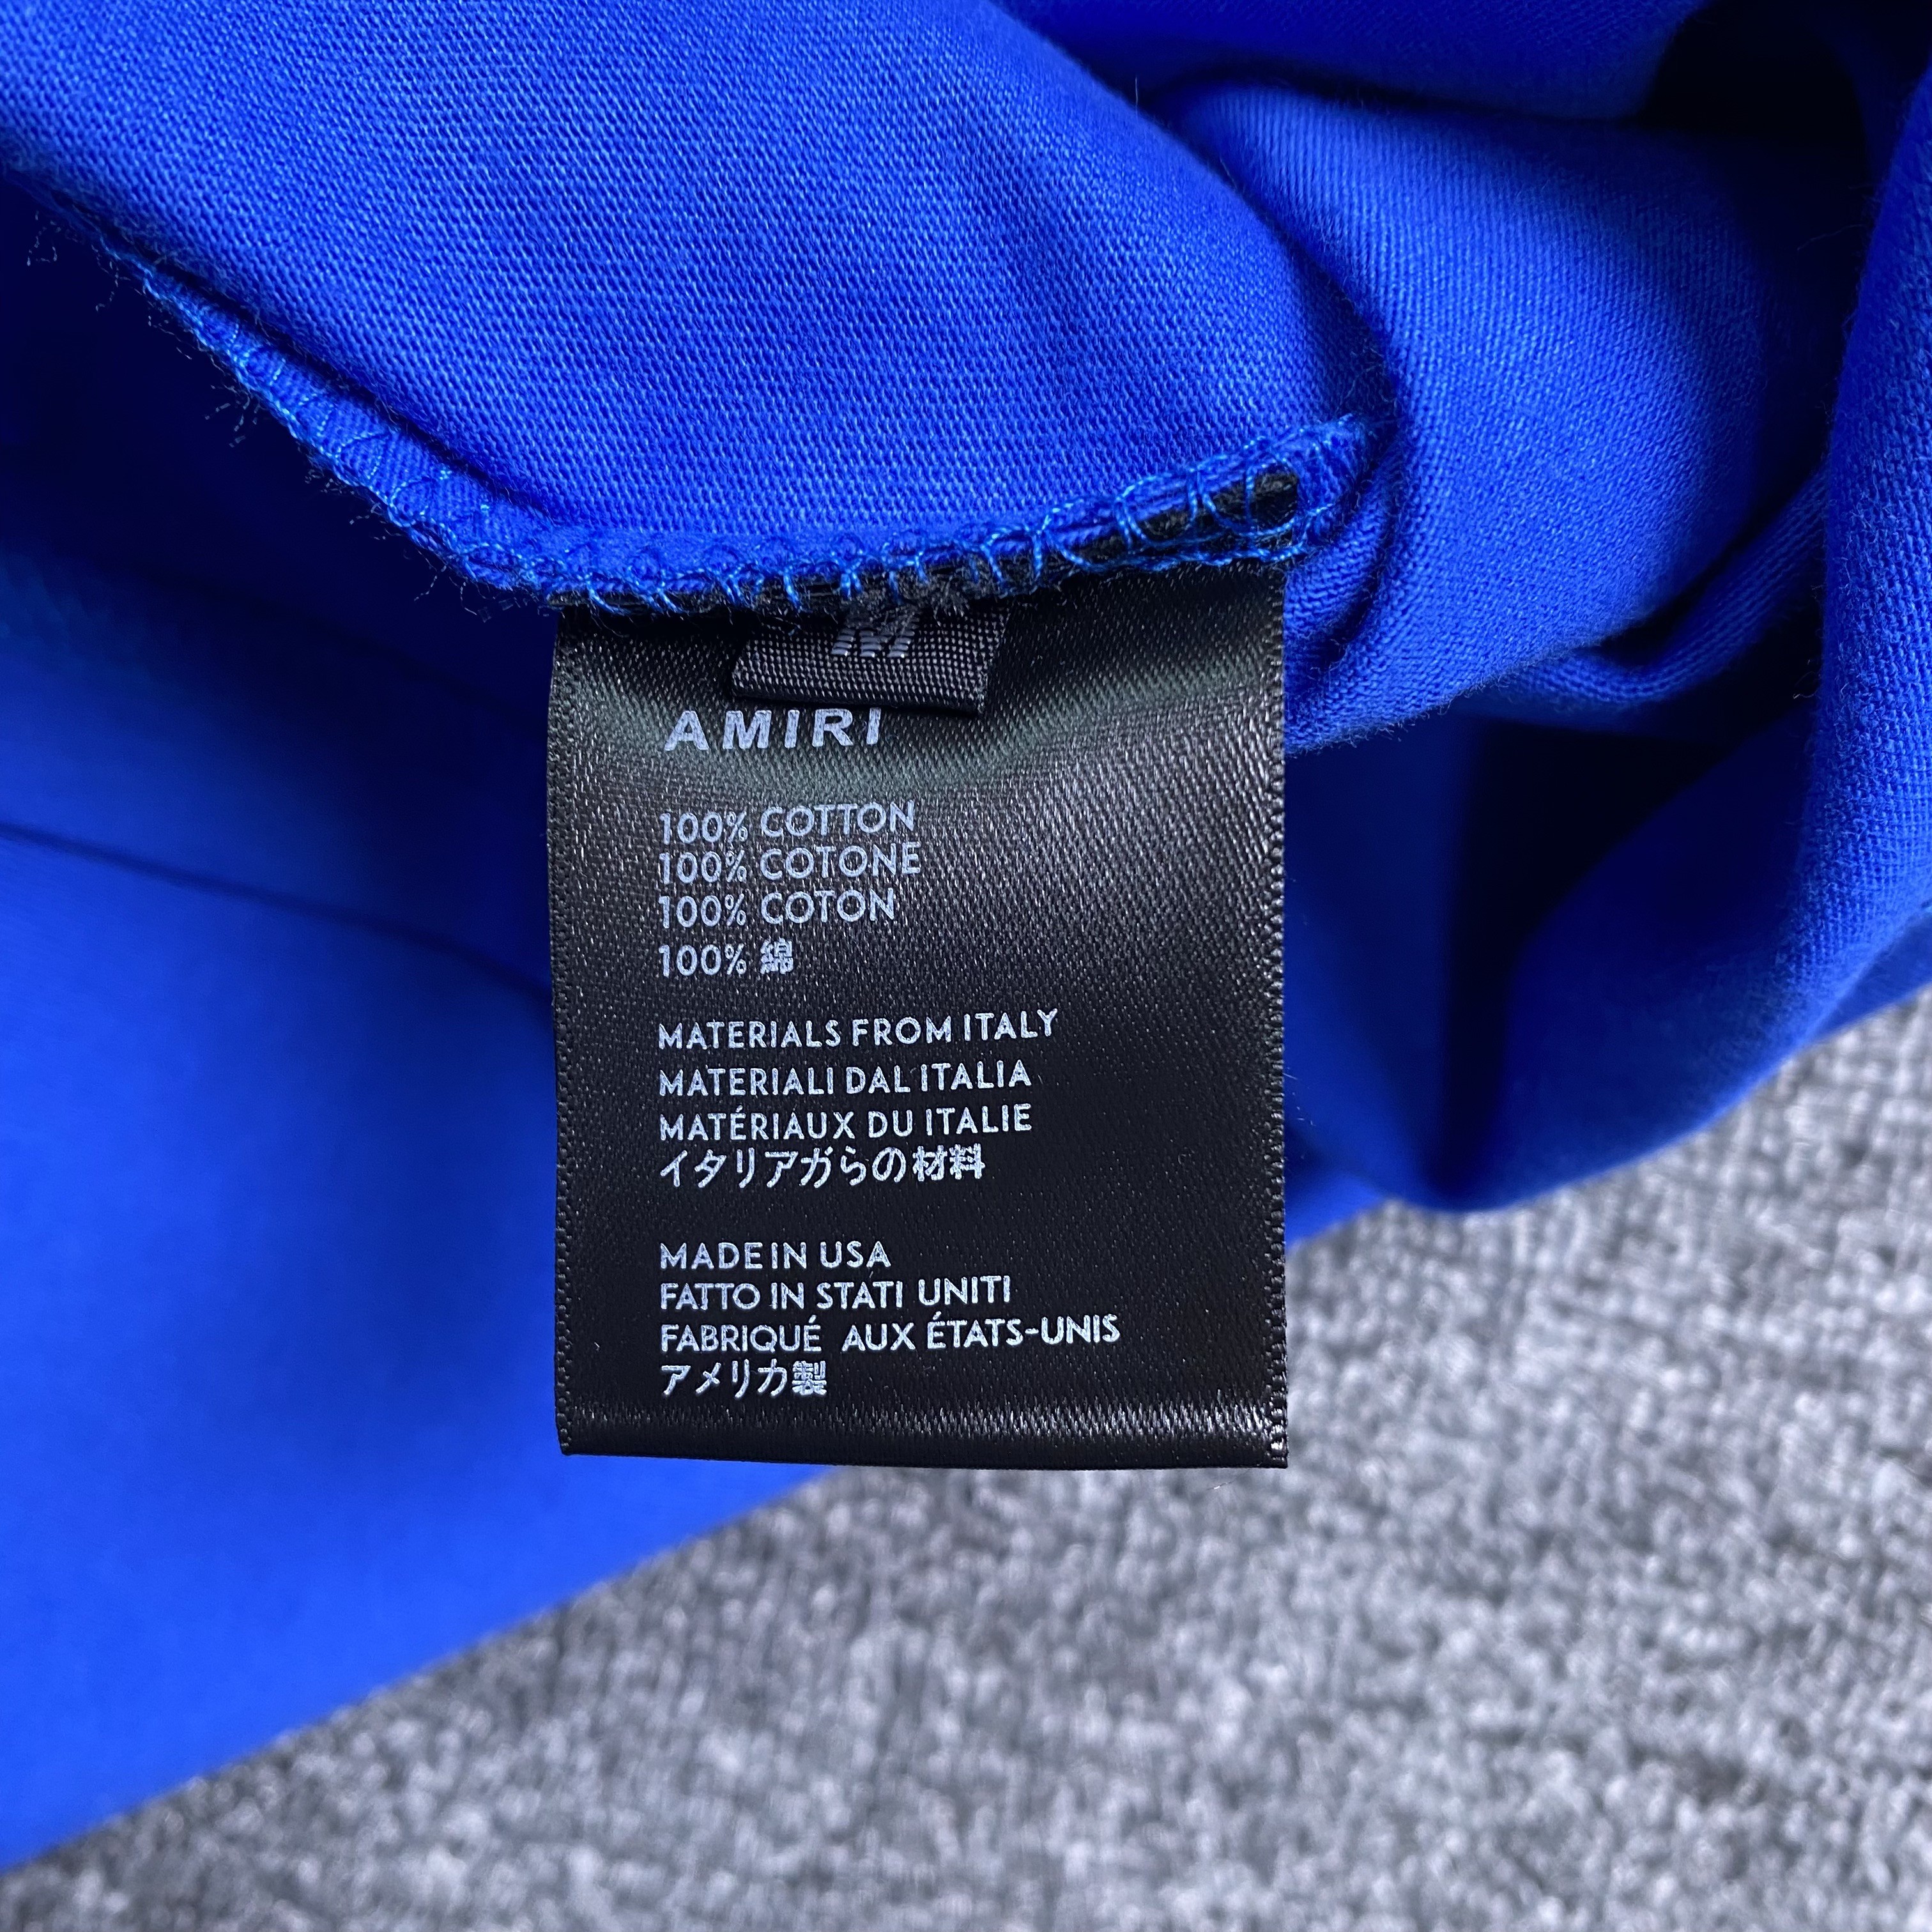 M
AMIRI
100% COTTON
100% COTONE
100% COTON
100% 綿
MATERIALS FROM ITALY
MATERIALI DAL ITALIA
MATÉRIAUX DU ITALIE
イタリアガらの材料
MADE IN USA
FATTO IN STATI UNITI
FABRIQUÉ AUX ÉTATS-UNIS
アメリカ製